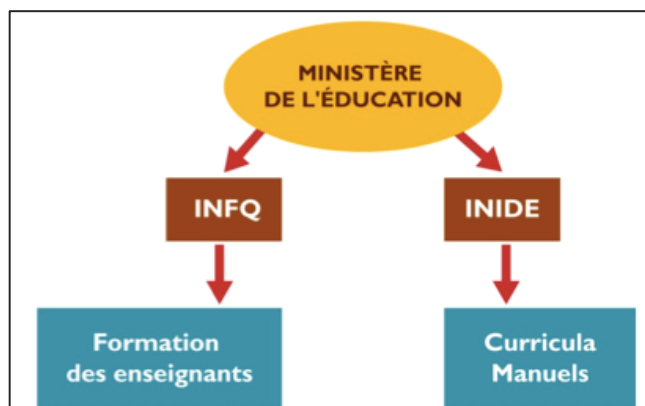 MINISTÈRE
DE L'ÉDUCATION
INFQ
INIDE
Formation
des enseignants
Curricula
Manuels